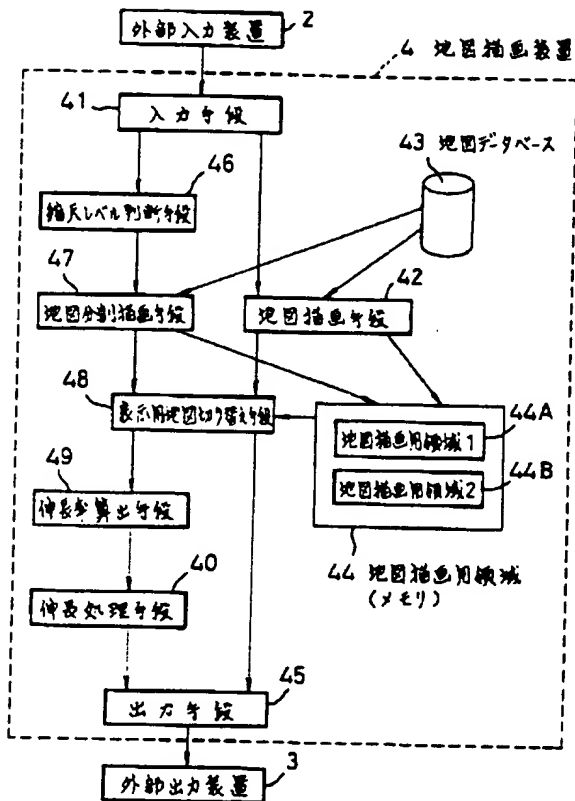 外部入力装置
2
4 地図描画装置
41
入力手段
43 地図データベース
46
縮尺レベル判断手段
47
地図分割描画手段
42
地図描画手段
48
表示用地図切り替え手段
44A
地図描画用領域1
44B
地図描画用領域2
49
伸長率算出手段
44 地図描画用領域
(メモリ)
40
伸長処理手段
45
出力手段
3
外部出力装置